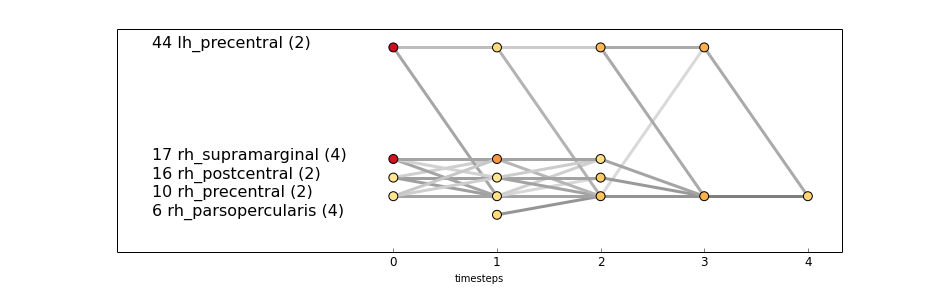 44 lh_precentral (2)
17 rh_supramarginal (4)
16 rh_postcentral (2)
10 rh_precentral (2)
6 rh_parsopercularis (4)
0 1 2 3 4
timesteps